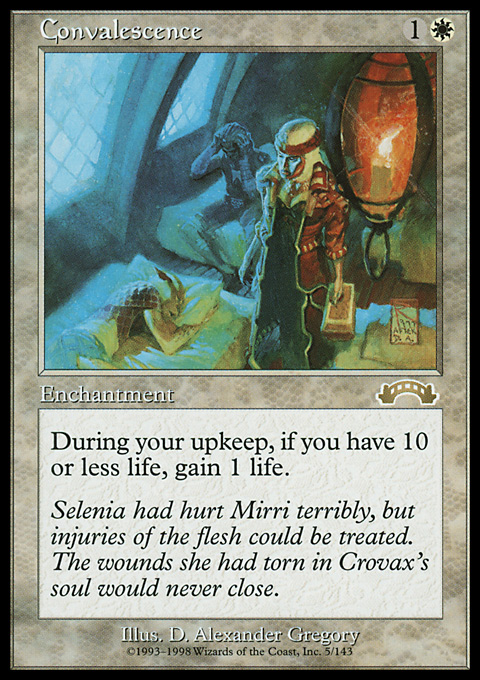 Convalescence 1
Enchantment
During your upkeep, if you have 10
or less life, gain 1 life.
Selenia had hurt Mirri terribly, but
injuries of the flesh could be treated.
The wounds she had torn in Crovax's
soul would never close.
Illus. D. Alexander Gregory
©1993–1998 Wizards of the Coast, Inc. 5/143